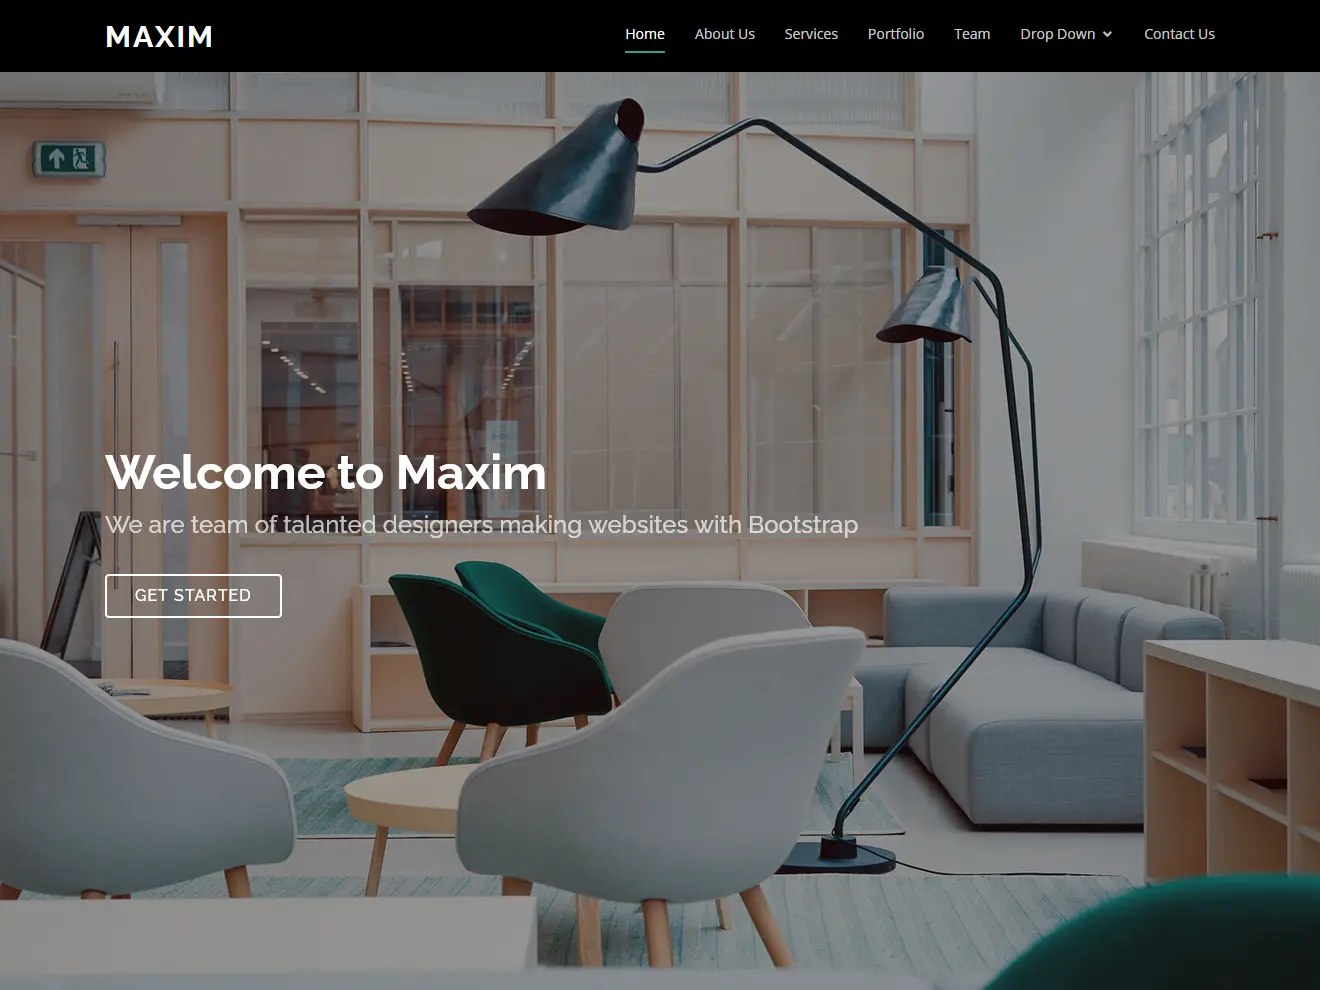 MAXIM
Home
About Us
Services
Portfolio
Team
Drop Down
Contact Us
Welcome to Maxim
We are team of talanted designers making websites with Bootstrap
GET STARTED